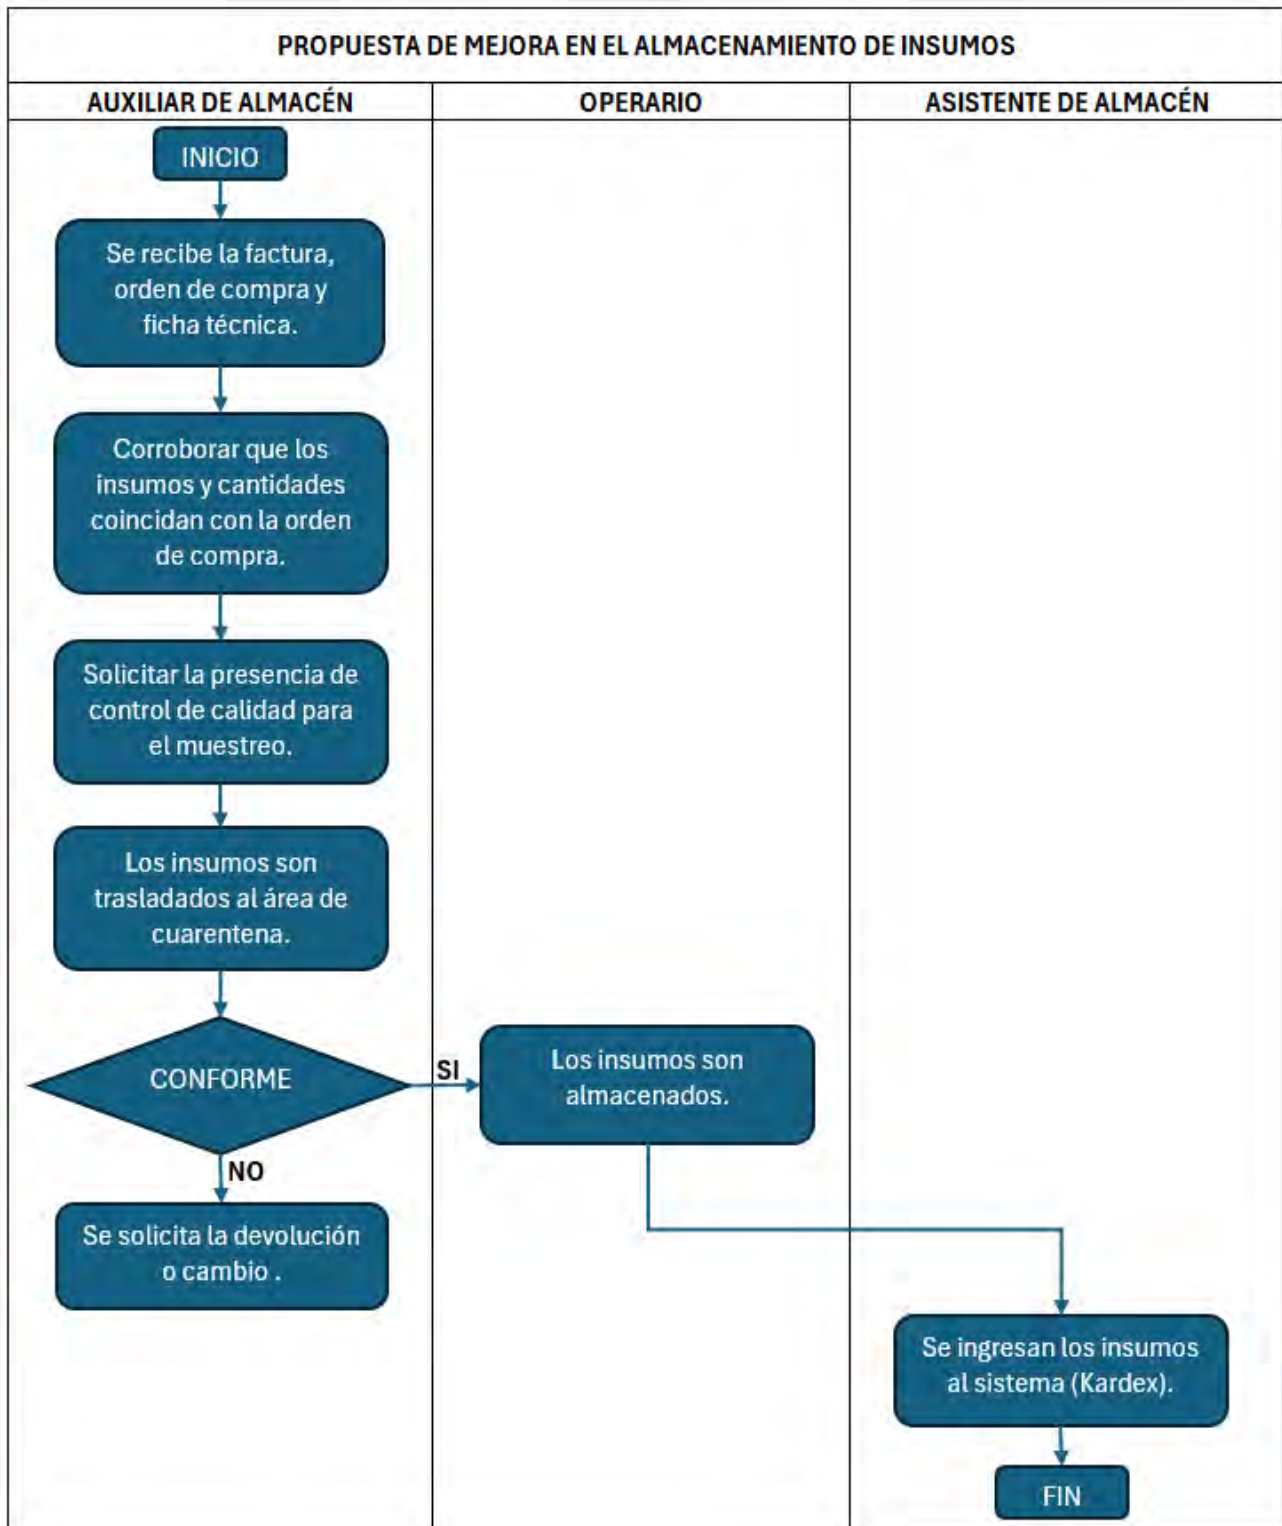 PROPUESTA DE MEJORA EN EL ALMACENAMIENTO DE INSUMOS
AUXILIAR DE ALMACÉN
OPERARIO
ASISTENTE DE ALMACÉN
INICIO
Se recibe la factura,
orden de compra y
ficha técnica.
Corroborar que los
insumos y cantidades
coincidan con la orden
de compra.
Solicitar la presencia de
control de calidad para
el muestreo.
Los insumos son
trasladados al área de
cuarentena.
CONFORME
SI
Los insumos son
almacenados.
NO
Se solicita la devolución
o cambio .
Se ingresan los insumos
al sistema (Kardex).
FIN